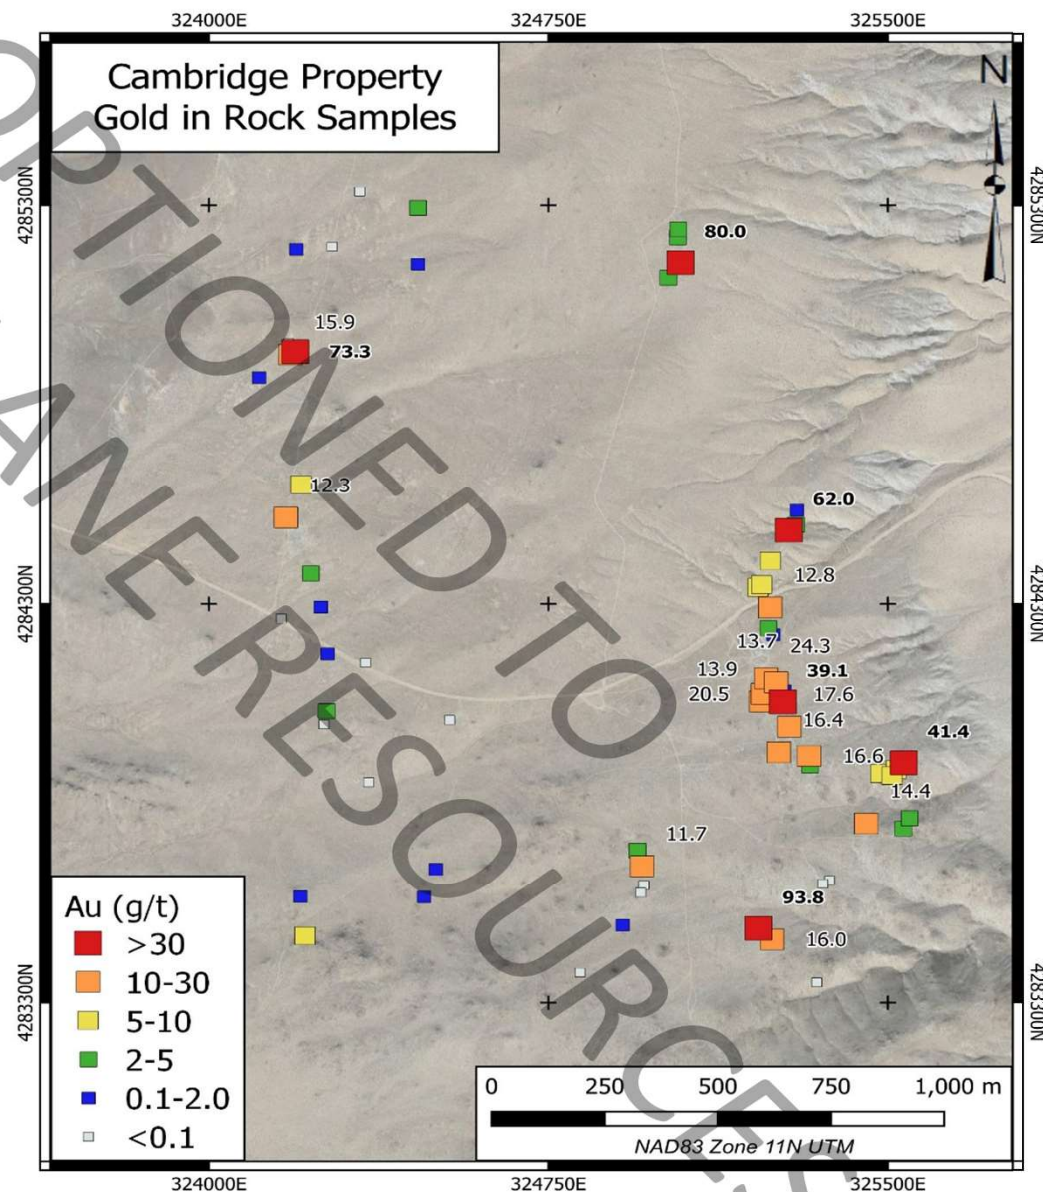 324000E
324750E
325500E
Cambridge Property
Gold in Rock Samples
N
4285300N
4285300N
80.0
15.9
73.3
12.3
62.0
12.8
4284300N
4284300N
13.7
24.3
13.9
39.1
20.5
17.6
16.4
41.4
16.6
14.4
11.7
93.8
16.0
4283300N
4283300N
Au (g/t)
>30
10-30
5-10
2-5
0.1-2.0
<0.1
0 250 500 750 1,000 m
NAD83 Zone 11N UTM
324000E
324750E
325500E
OPTIONED TO
ANE RESOURCES